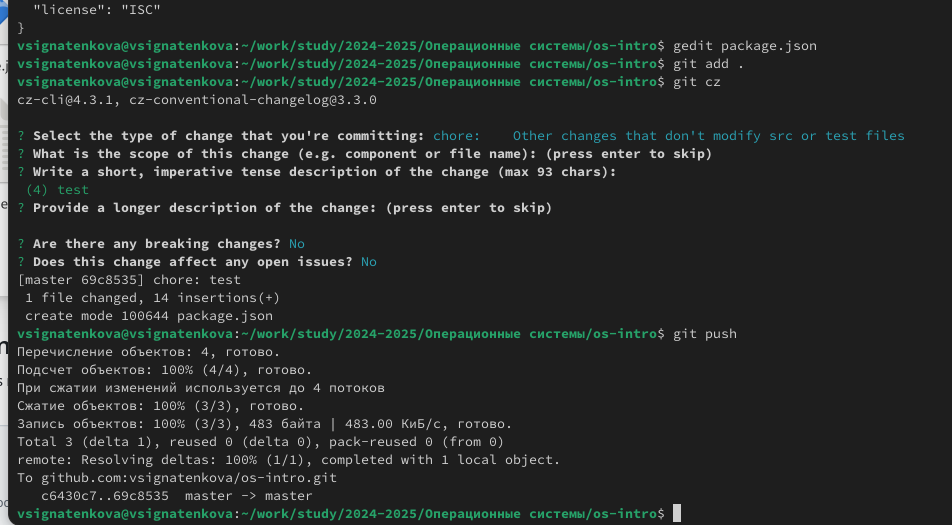 "license": "ISC"
}
vsignatenkova@vsignatenkova:~/work/study/2024-2025/Операционные системы/os-intro$ gedit package.json
vsignatenkova@vsignatenkova:~/work/study/2024-2025/Операционные системы/os-intro$ git add .
vsignatenkova@vsignatenkova:~/work/study/2024-2025/Операционные системы/os-intro$ git cz
cz-cli@4.3.1, cz-conventional-changelog@3.3.0
? Select the type of change that you're committing: chore:    Other changes that don't modify src or test files
? What is the scope of this change (e.g. component or file name): (press enter to skip)
? Write a short, imperative tense description of the change (max 93 chars):
(4) test
? Provide a longer description of the change: (press enter to skip)
? Are there any breaking changes? No
? Does this change affect any open issues? No
[master 69c8535] chore: test
1 file changed, 14 insertions(+)
create mode 100644 package.json
vsignatenkova@vsignatenkova:~/work/study/2024-2025/Операционные системы/os-intro$ git push
Перечисление объектов: 4, готово.
Подсчет объектов: 100% (4/4), готово.
При сжатии изменений используется до 4 потоков
Сжатие объектов: 100% (3/3), готово.
Запись объектов: 100% (3/3), 483 байта | 483.00 КиБ/с, готово.
Total 3 (delta 1), reused 0 (delta 0), pack-reused 0 (from 0)
remote: Resolving deltas: 100% (1/1), completed with 1 local object.
To github.com:vsignatenkova/os-intro.git
c6430c7..69c8535  master -> master
vsignatenkova@vsignatenkova:~/work/study/2024-2025/Операционные системы/os-intro$